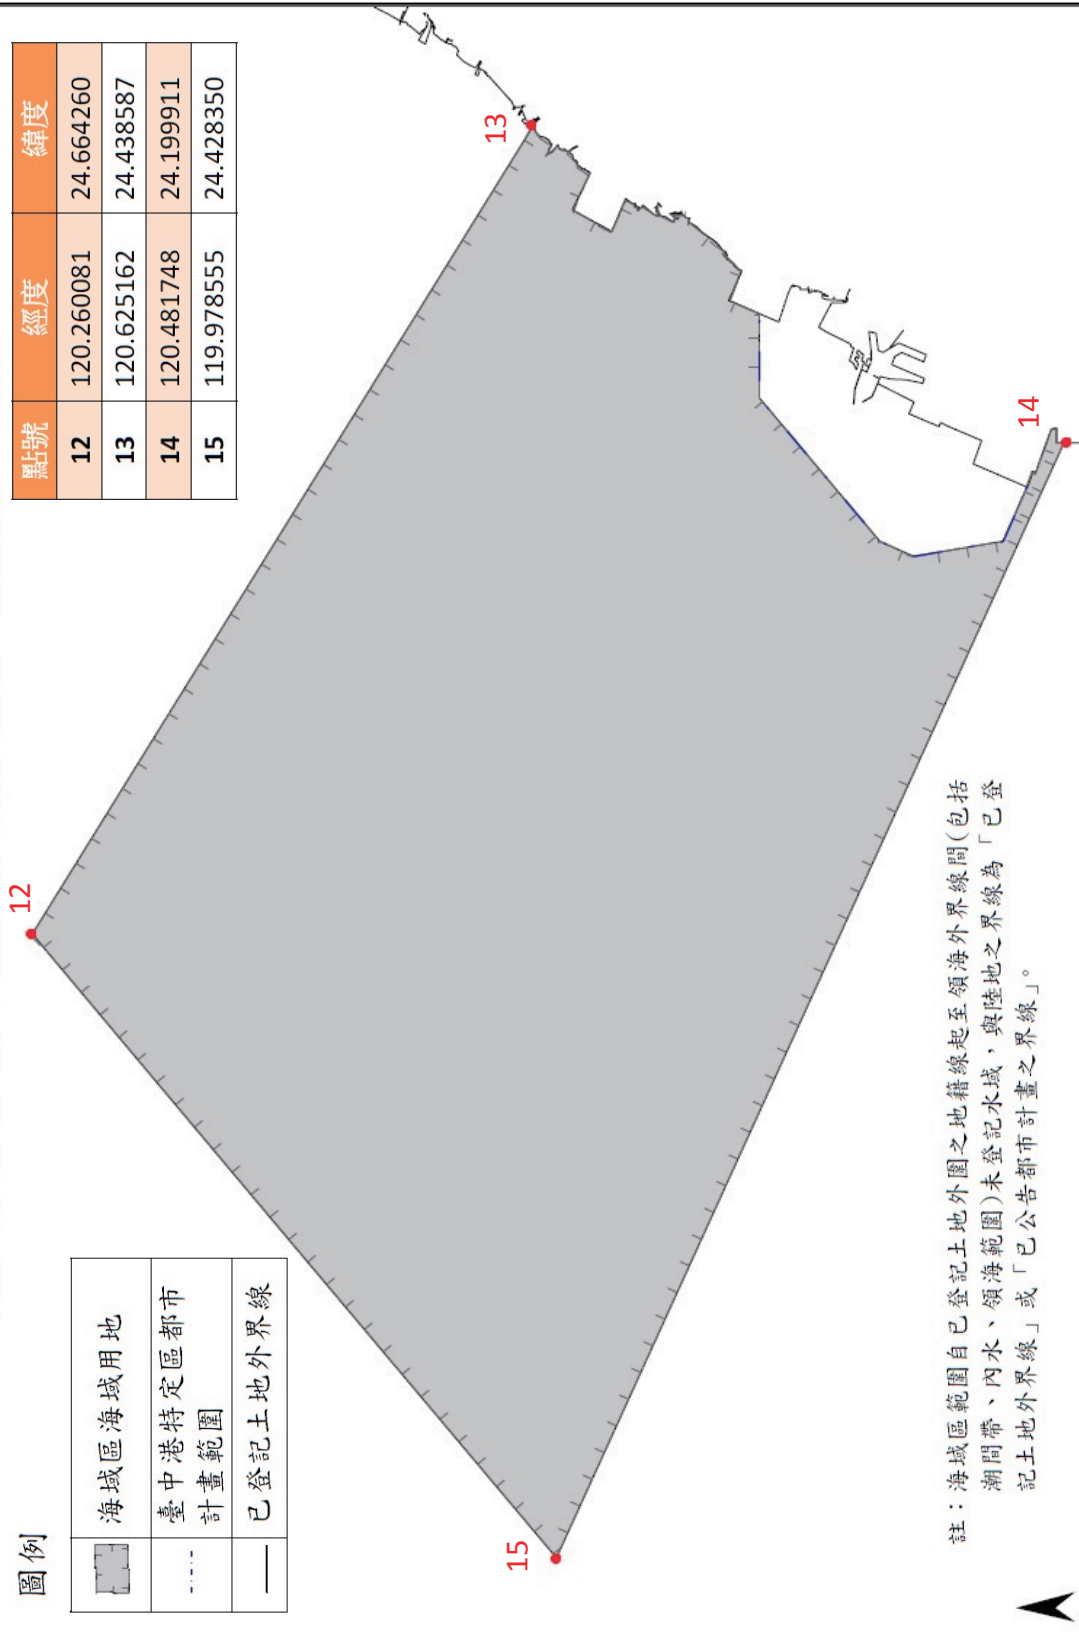 點號 經度 緯度
12 120.260081 24.664260
13 120.625162 24.438587
14 120.481748 24.199911
15 119.978555 24.428350
12
13
14
15
圖例
海域區海域用地
臺中港特定區都市
計畫範圍
已登記土地外界線
註：海域區範圍自已登記土地外圍之地籍線起至領海外界線間(包括
潮間帶、內水、領海範圍)未登記水域，與陸地之界線為「已登
記土地外界線」或「已公告都市計畫之界線」。